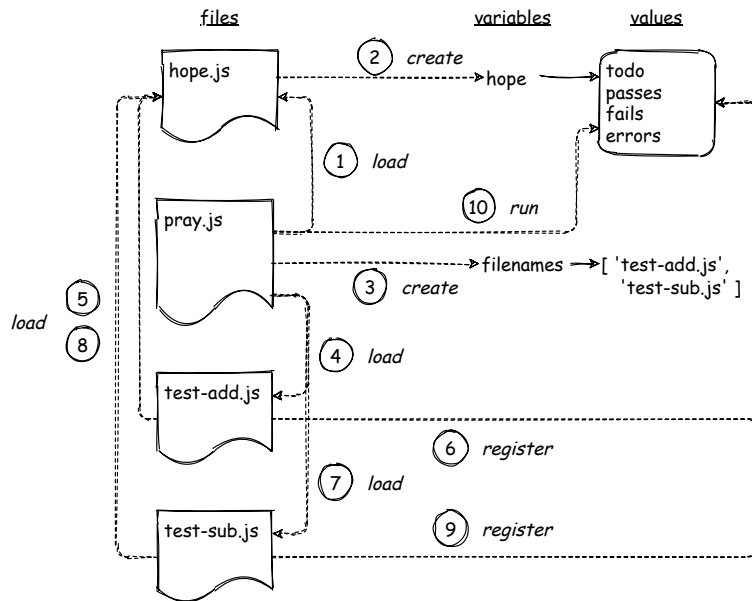 files variables values
hope.js
2 create
hope
todo
passes
fails
errors
1 load
pray.js
10 run
filenames
[ 'test-add.js',
'test-sub.js' ]
3 create
5
load
8
4 load
test-add.js
6 register
7 load
test-sub.js
9 register